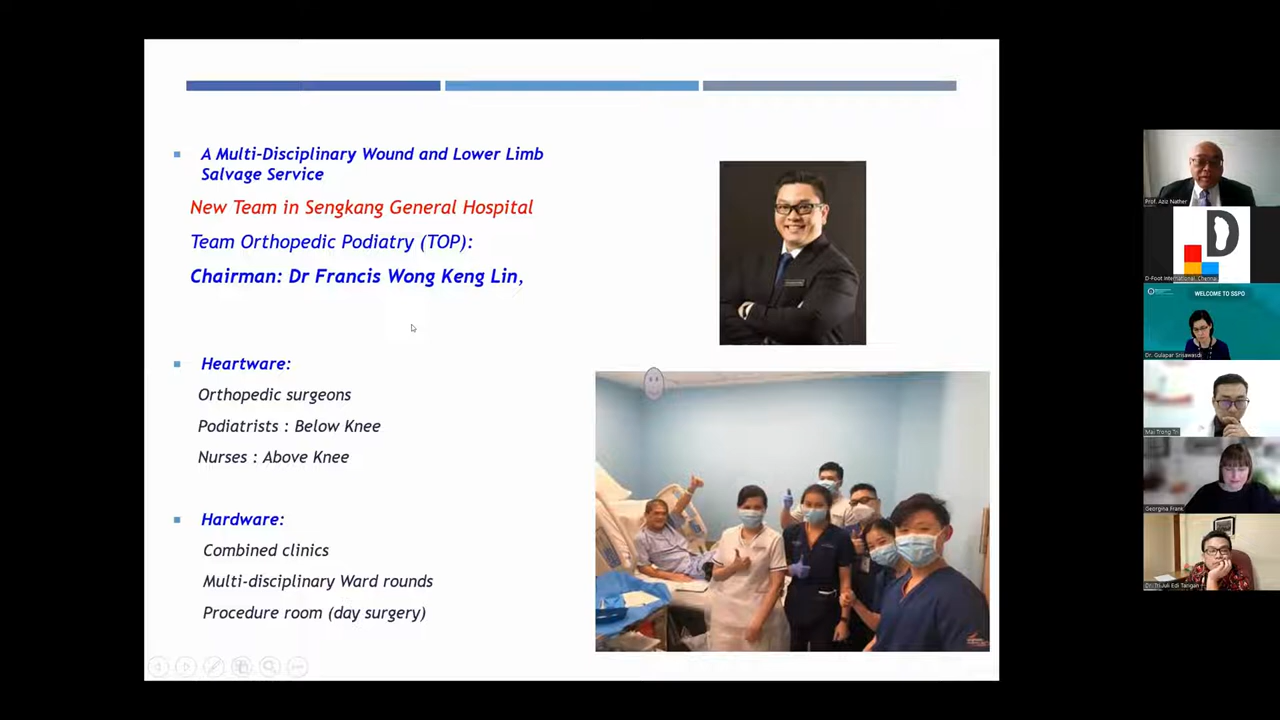 A Multi-Disciplinary Wound and Lower Limb
Salvage Service
New Team in Sengkang General Hospital
Team Orthopedic Podiatry (TOP):
Chairman: Dr Francis Wong Keng Lin,
Heartware:
Orthopedic surgeons
Podiatrists : Below Knee
Nurses : Above Knee
Hardware:
Combined clinics
Multi-disciplinary Ward rounds
Procedure room (day surgery)
Prof. Aziz Nather
D
D-Foot International, Chennai
WELCOME TO SSPO
Dr. Gulapar Srisawasdi
Mai Trong Tri
Georgina Frank